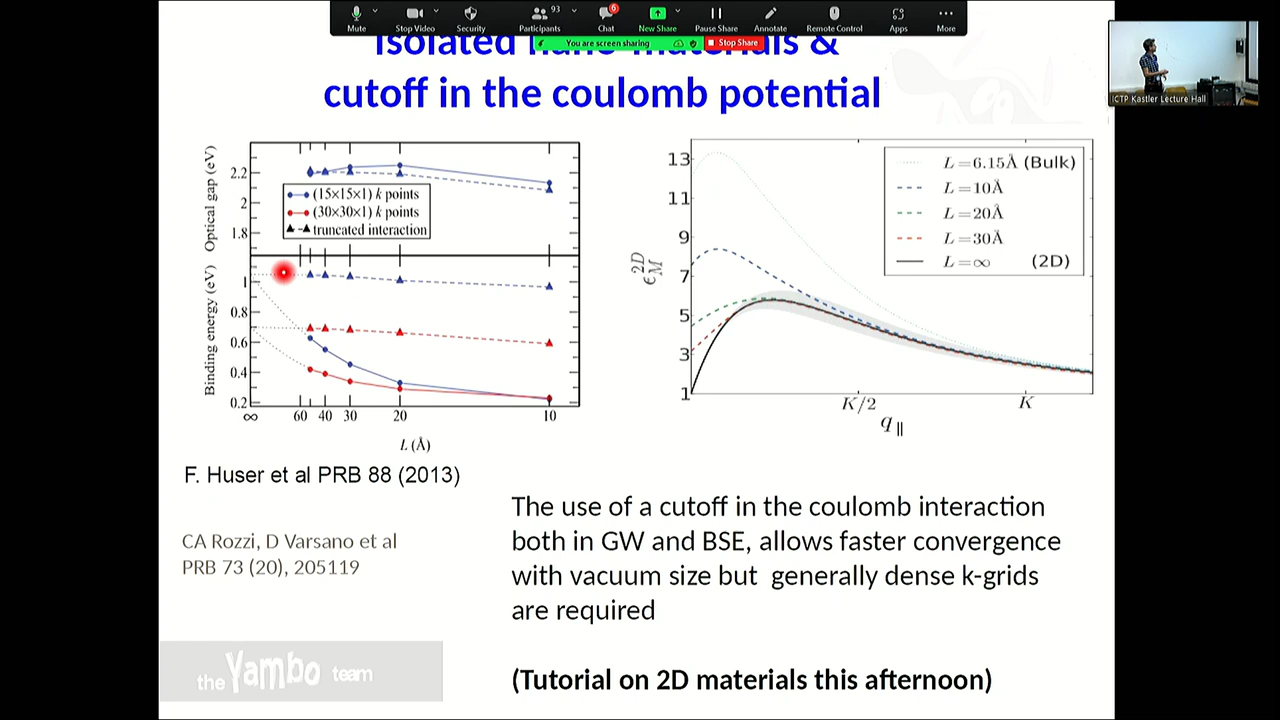 Mute
Stop Video
Security
93
Participants
6
Chat
New Share
Pause Share
Annotate
Remote Control
Apps
More
You are screen sharing
Stop Share
ICTP Kastler Lecture Hall
Isolated &
cutoff in the coulomb potential
Optical gap (eV)
2.2
2
1.8
(15×15×1) k points
(30×30×1) k points
truncated interaction
Binding energy (eV)
1
0.8
0.6
0.4
0.2
∞ 60 40 30 20 10
L (Å)
13
11
9
7
5
3
1
ϵ2D M
L=6.15Å (Bulk)
L=10Å
L=20Å
L=30Å
L=∞ (2D)
K/2 K
q∥
F. Huser et al PRB 88 (2013)
CA Rozzi, D Varsano et al
PRB 73 (20), 205119
The use of a cutoff in the coulomb interaction
both in GW and BSE, allows faster convergence
with vacuum size but generally dense k-grids
are required
(Tutorial on 2D materials this afternoon)
the Yambo team